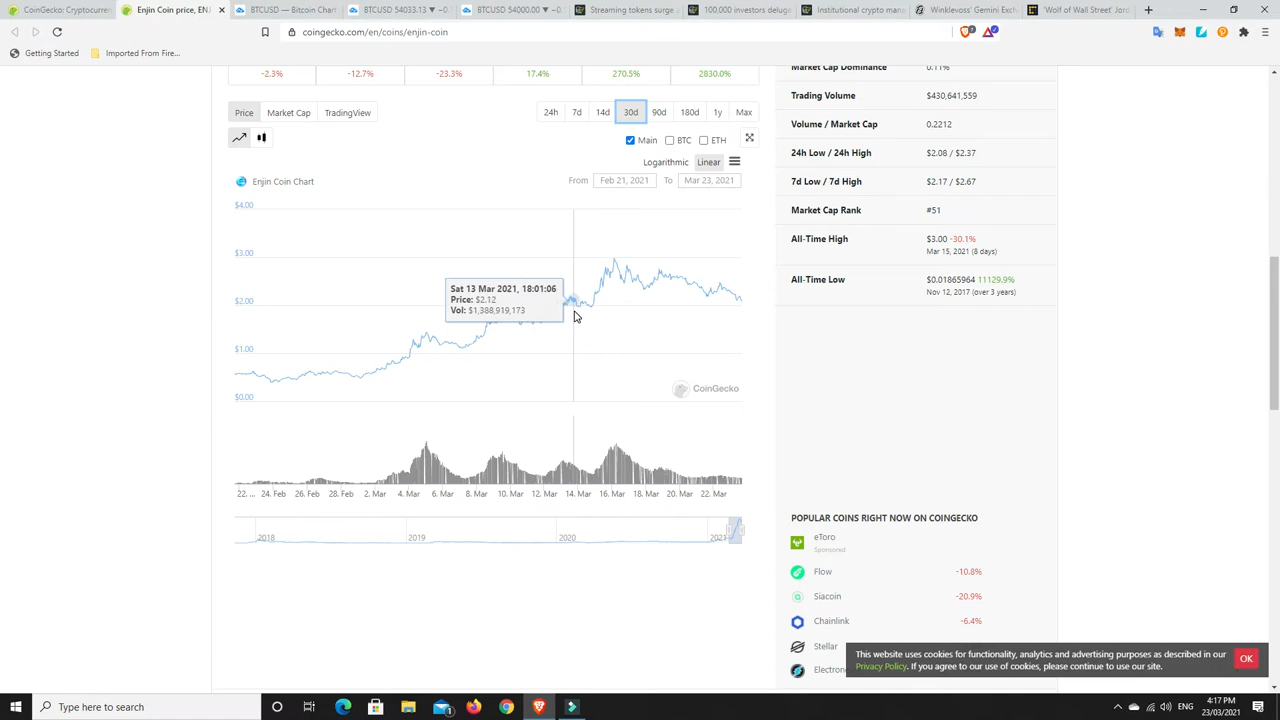 CoinGecko: Cryptocurren
Enjin Coin price, ENJ
BTCUSD — Bitcoin Chart
BTCUSD 54033.13 ▼ −0.
BTCUSD 54000.00 ▼ −0.
Streaming tokens surge a
100,000 investors deluge
Institutional crypto man
Winklevoss' Gemini Exch
'Wolf of Wall Street' Jord
coingecko.com/en/coins/enjin-coin
Getting Started
Imported From Fire...
-2.3%
-12.7%
-23.3%
17.4%
270.5%
2830.0%
Price
Market Cap
TradingView
24h
7d
14d
30d
90d
180d
1y
Max
Main
BTC
ETH
Logarithmic
Linear
Enjin Coin Chart
From
Feb 21, 2021
To
Mar 23, 2021
$4.00
$3.00
$2.00
$1.00
$0.00
Sat 13 Mar 2021, 18:01:06
Price: $2.12
Vol: $1,388,919,173
CoinGecko
22. ...
24. Feb
26. Feb
28. Feb
2. Mar
4. Mar
6. Mar
8. Mar
10. Mar
12. Mar
14. Mar
16. Mar
18. Mar
20. Mar
22. Mar
2018
2019
2020
2021
Market Cap Dominance
0.11%
Trading Volume
$430,641,559
Volume / Market Cap
0.2212
24h Low / 24h High
$2.08 / $2.37
7d Low / 7d High
$2.17 / $2.67
Market Cap Rank
#51
All-Time High
$3.00 -30.1%
Mar 15, 2021 (8 days)
All-Time Low
$0.01865964 11129.9%
Nov 12, 2017 (over 3 years)
POPULAR COINS RIGHT NOW ON COINGECKO
eToro
Sponsored
Flow
-10.8%
Siacoin
-20.9%
Chainlink
-6.4%
Stellar
Electrone
This website uses cookies for functionality, analytics and advertising purposes as described in our
Privacy Policy. If you agree to our use of cookies, please continue to use our site.
OK
Type here to search
ENG
4:17 PM
23/03/2021